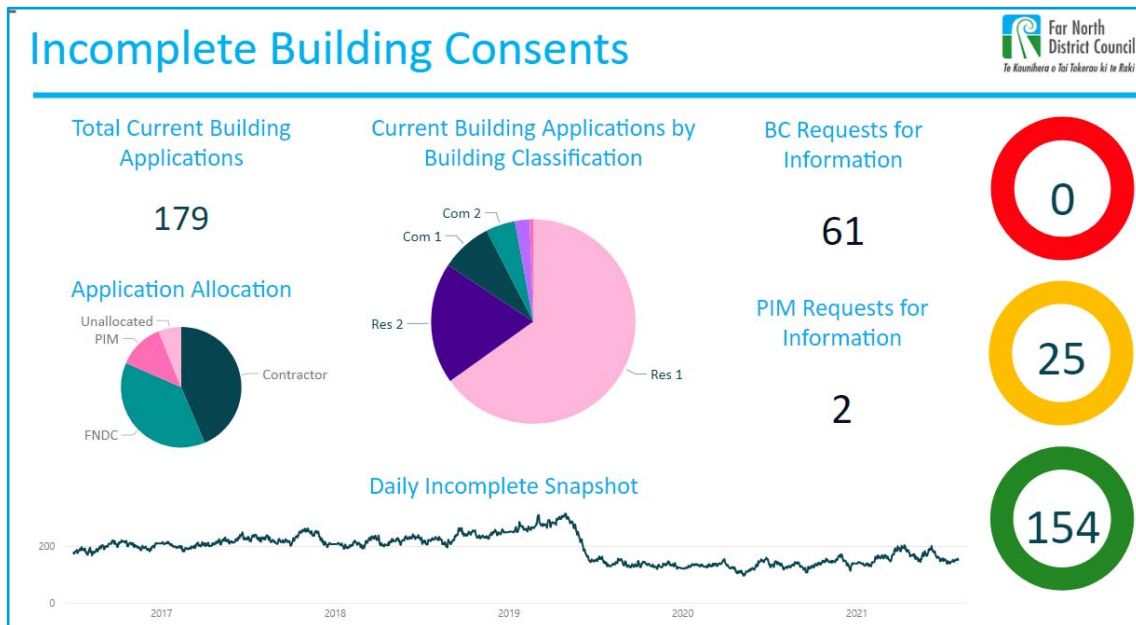 Incomplete Building Consents
Far North
District Council
Te Kaunihera o Tai Tokerau ki te Raki
Total Current Building
Applications
179
Application Allocation
Unallocated
PIM
Contractor
FNDC
Current Building Applications by
Building Classification
Com 2
Com 1
Res 2
Res 1
BC Requests for
Information
61
PIM Requests for
Information
2
0
25
154
Daily Incomplete Snapshot
200
0
2017
2018
2019
2020
2021